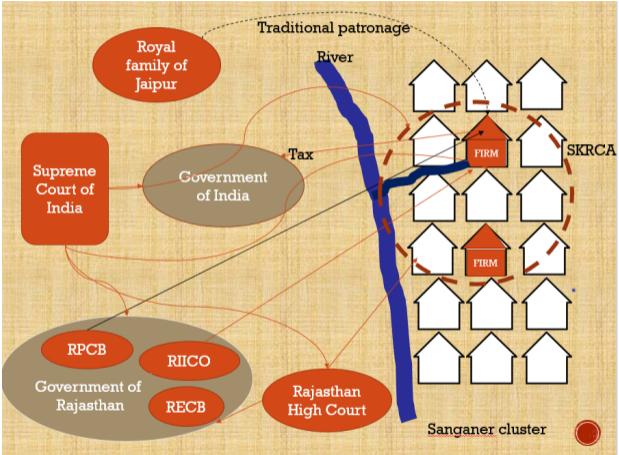 Traditional patronage
Royal
family of
Jaipur
River
FIRM
SKRCA
Tax
Supreme
Court of
India
Government
of India
FIRM
RPCB
RIICO
Government of
Rajasthan
RECB
Rajasthan
High Court
Sanganer cluster